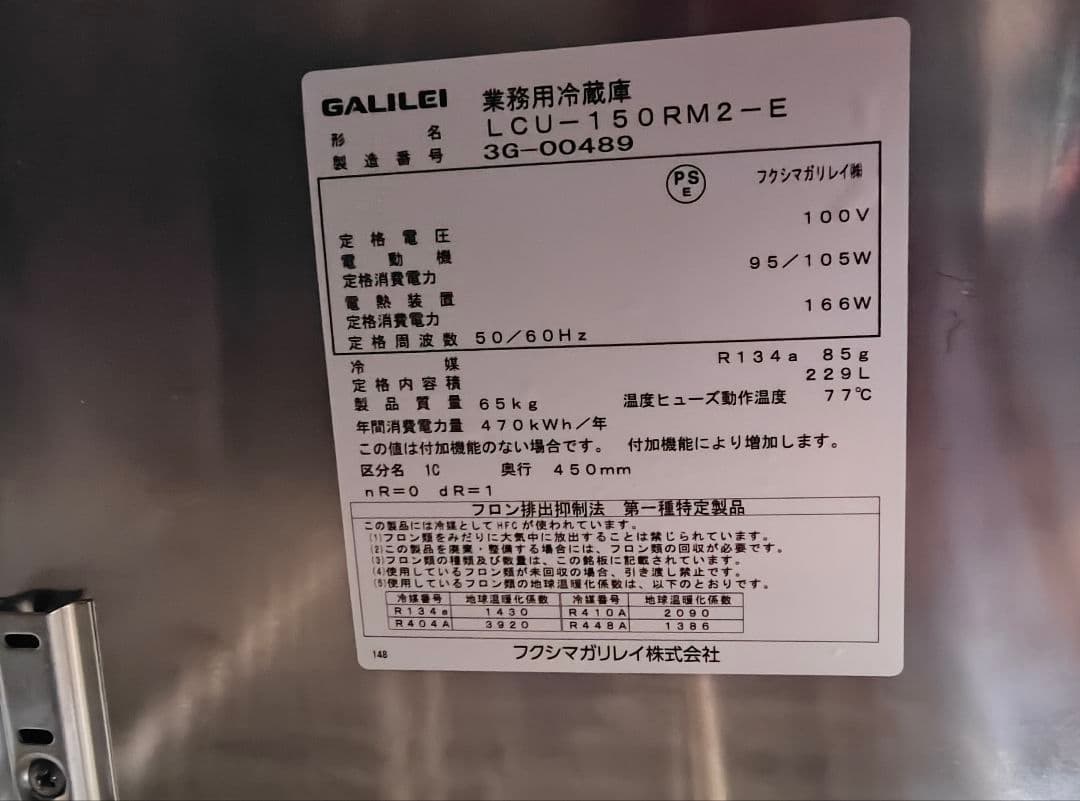 GALILEI 業務用冷蔵庫
形名 LCU-150RM2-E
製造番号 3G-00489
PS E フクシマガリレイ㈱
定格電圧 100V
電動機
定格消費電力 95/105W
電熱装置
定格消費電力 166W
定格周波数 50/60Hz
冷媒 R134a 85g
定格内容積 229L
製品質量 65kg 温度ヒューズ動作温度 77℃
年間消費電力量 470kWh/年
この値は付加機能のない場合です。 付加機能により増加します。
区分名 1C 奥行 450mm
nR=0 dR=1
フロン排出抑制法 第一種特定製品
この製品には冷媒としてHFCが使われています。
(1)フロン類をみだりに大気中に放出することは禁じられています。
(2)この製品を廃棄・整備する場合には、フロン類の回収が必要です。
(3)フロン類の種類及び数量は、この銘板に記載されています。
(4)使用しているフロン類が未回収の場合、引き渡し禁止です。
(5)使用しているフロン類の地球温暖化係数は、以下のとおりです。
冷媒番号 地球温暖化係数 冷媒番号 地球温暖化係数
R134a 1430 R410A 2090
R404A 3920 R448A 1386
148 フクシマガリレイ株式会社